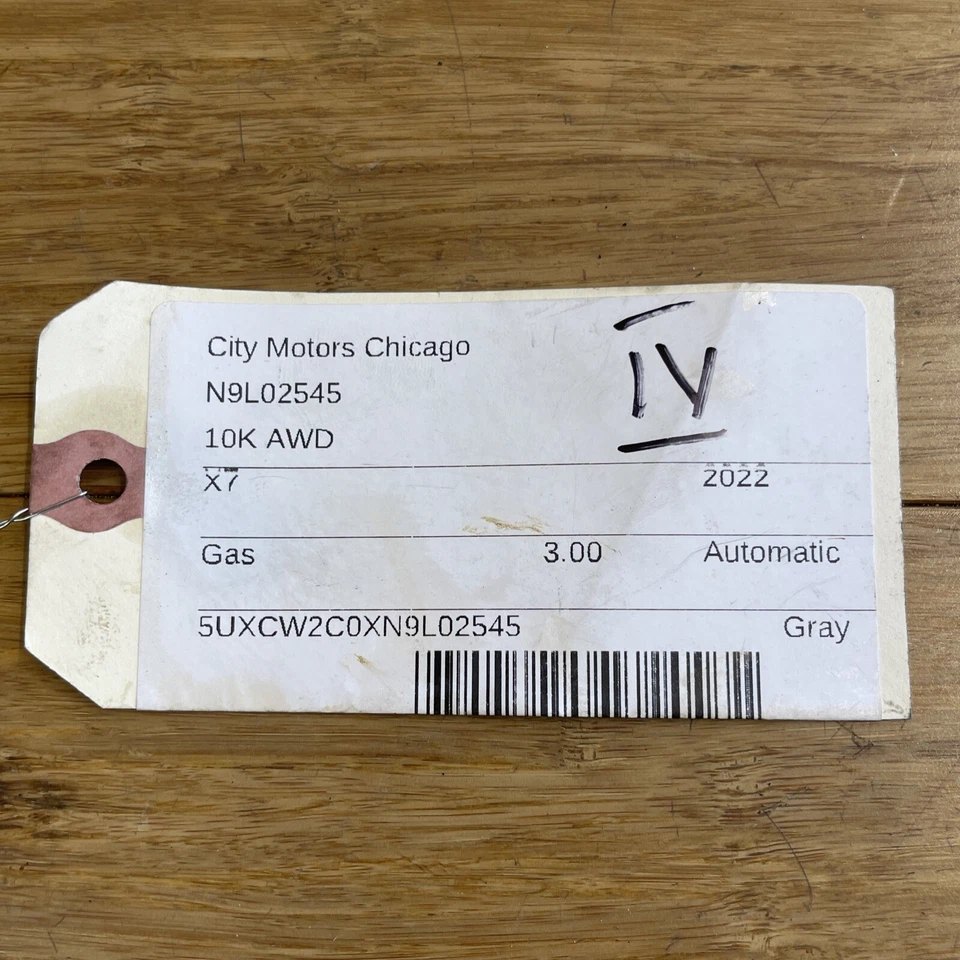 City Motors Chicago
IV
N9L02545
10K AWD
X7 2022
Gas 3.00 Automatic
5UXCW2C0XN9L02545 Gray